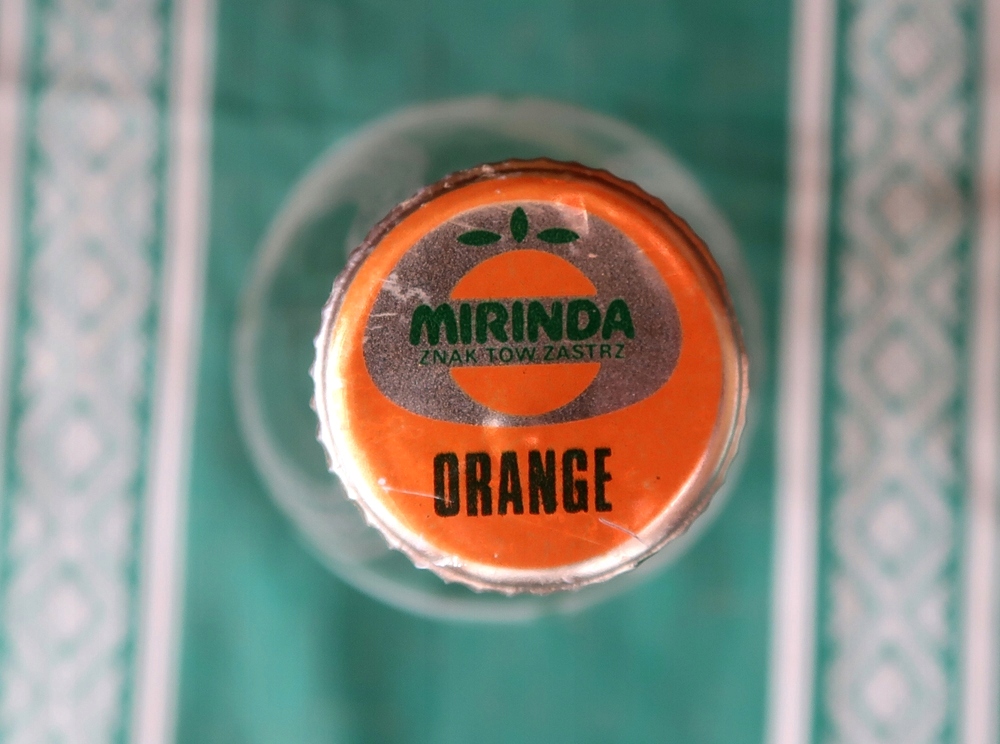 MIRINDA
ZNAK TOW ZASTRZ
ORANGE